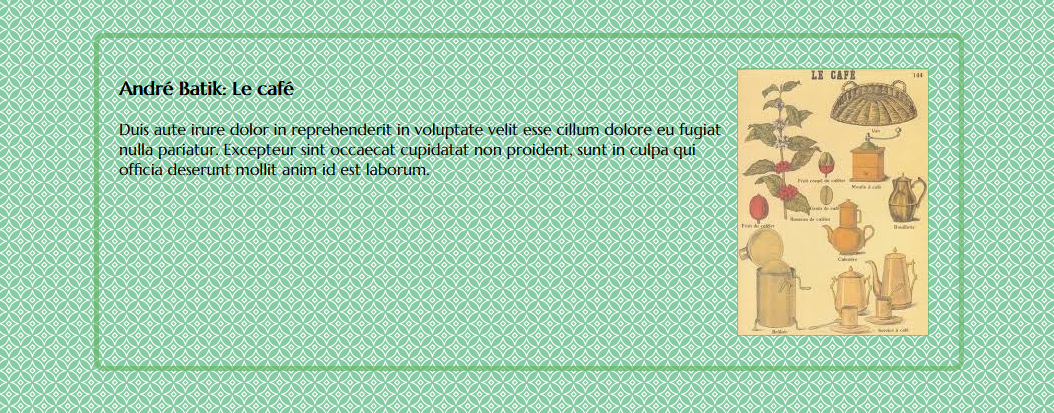 André Batik: Le café
Duis aute irure dolor in reprehenderit in voluptate velit esse cillum dolore eu fugiat
nulla pariatur. Excepteur sint occaecat cupidatat non proident, sunt in culpa qui
officia deserunt mollit anim id est laborum.
LE CAFÉ
144
Van
Fruit coupé du caféier
Moulin à café
Grain de café
Rameau de caféier
Fruit du caféier
Bouillotte
Cafetière
Brûloir
Service à café